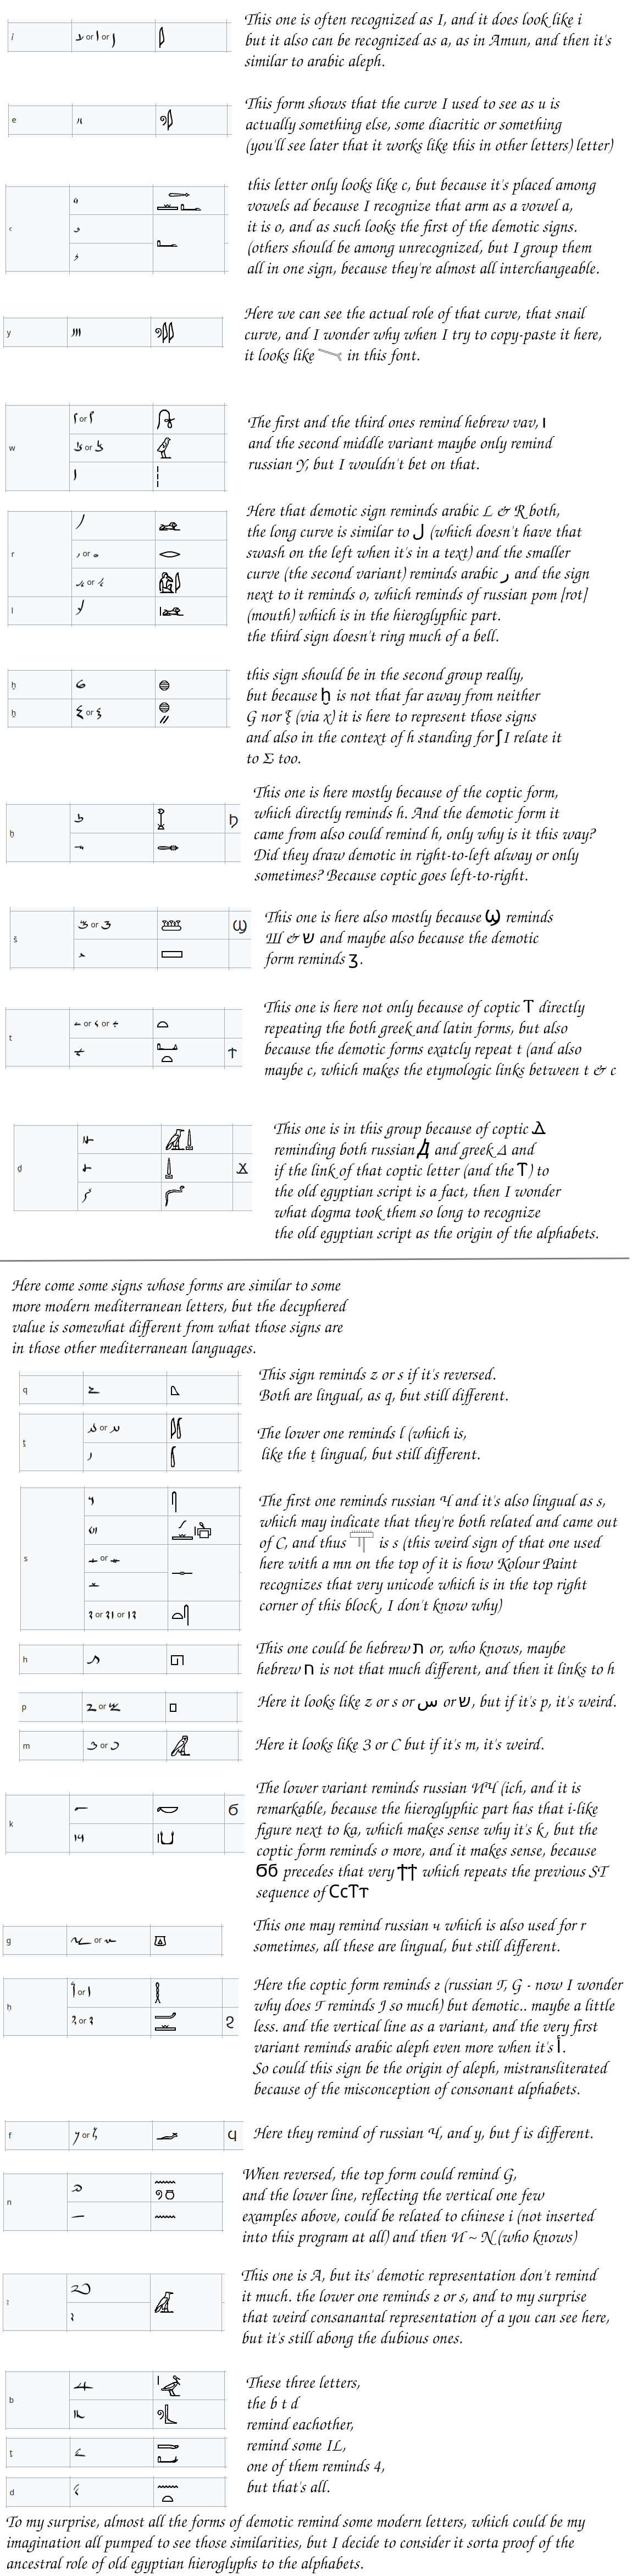 i
or or
This one is often recognized as I, and it does look like i
but it also can be recognized as a, as in Amun, and then it's
similar to arabic aleph.
e
This form shows that the curve I used to see as u is
actually something else, some diacritic or something
(you'll see later that it works like this in other letters) letter)
c
this letter only looks like c, but because it's placed among
vowels ad because I recognize that arm as a vowel a,
it is o, and as such looks the first of the demotic signs.
(others should be among unrecognized, but I group them
all in one sign, because they're almost all interchangeable.
y
Here we can see the actual role of that curve, that snail
curve, and I wonder why when I try to copy-paste it here,
it looks like in this font.
w
or
or
The first and the third ones remind hebrew vav, ו
and the second middle variant maybe only remind
russian У, but I wouldn't bet on that.
r
or
or
l
Here that demotic sign reminds arabic L & R both,
the long curve is similar to ل (which doesn't have that
swash on the left when it's in a text) and the smaller
curve (the second variant) reminds arabic ر and the sign
next to it reminds o, which reminds of russian рот [rot]
(mouth) which is in the hieroglyphic part.
the third sign doesn't ring much of a bell.
ḫ
ẖ or
this sign should be in the second group really,
but because ḫ is not that far away from neither
G nor ξ (via x) it is here to represent those signs
and also in the context of h standing for ʃ I relate it
to Σ too.
ḫ
ϧ
This one is here mostly because of the coptic form,
which directly reminds h. And the demotic form it
came from also could remind h, only why is it this way?
Did they draw demotic in right-to-left alway or only
sometimes? Because coptic goes left-to-right.
š
or
ϣ
This one is here also mostly because Ϣ reminds
Ш & ש and maybe also because the demotic
form reminds ʒ.
t
or or
ϯ
This one is here not only because of coptic Ⲧ directly
repeating the both greek and latin forms, but also
because the demotic forms exatcly repeat t (and also
maybe c, which makes the etymologic links between t & c
ḏ
ϫ
This one is in this group because of coptic ⲇ
reminding both russian Д and greek Δ and
if the link of that coptic letter (and the Ⲧ) to
the old egyptian script is a fact, then I wonder
what dogma took them so long to recognize
the old egyptian script as the origin of the alphabets.
Here come some signs whose forms are similar to some
more modern mediterranean letters, but the decyphered
value is somewhat different from what those signs are
in those other mediterranean languages.
q
This sign reminds z or s if it's reversed.
Both are lingual, as q, but still different.
ṱ
or
The lower one reminds l (which is,
like the ṭ lingual, but still different.
s
or
or or
The first one reminds russian Ч and it's also lingual as s,
which may indicate that they're both related and came out
of C, and thus is s (this weird sign of that one used
here with a mn on the top of it is how Kolour Paint
recognizes that very unicode which is in the top right
corner of this block , I don't know why)
h
This one could be hebrew ת or, who knows, maybe
hebrew ח is not that much different, and then it links to h
p
or
Here it looks like z or s or س or ש, but if it's p, it's weird.
m
or
Here it looks like 3 or C but if it's m, it's weird.
k
ϭ
The lower variant reminds russian ИЧ (ich, and it is
remarkable, because the hieroglyphic part has that i-like
figure next to ka, which makes sense why it's k , but the
coptic form reminds σ more, and it makes sense, because
Ϭϭ precedes that very Ϯϯ which repeats the previous ST
sequence of ⲤⲥⲦⲧ
g
or
This one may remind russian ч which is also used for r
sometimes, all these are lingual, but still different.
ḥ
or
or
ϩ
Here the coptic form reminds г (russian Г, G - now I wonder
why does Г reminds J so much) but demotic.. maybe a little
less. and the vertical line as a variant, and the very first
variant reminds arabic aleph even more when it's أ.
So could this sign be the origin of aleph, mistransliterated
because of the misconception of consonant alphabets.
f
or
ϥ
Here they remind of russian Ч, and y, but f is different.
n
When reversed, the top form could remind G,
and the lower line, reflecting the vertical one few
examples above, could be related to chinese i (not inserted
into this program at all) and then И ~ N (who knows)
ꜣ
This one is A, but its' demotic representation don't remind
it much. the lower one reminds z or s, and to my surprise
that weird consanantal representation of a you can see here,
but it's still abong the dubious ones.
b
ṭ
d
These three letters,
the b t d
remind eachother,
remind some IL,
one of them reminds 4,
but that's all.
To my surprise, almost all the forms of demotic remind some modern letters, which could be my
imagination all pumped to see those similarities, but I decide to consider it sorta proof of the
ancestral role of old egyptian hieroglyphs to the alphabets.